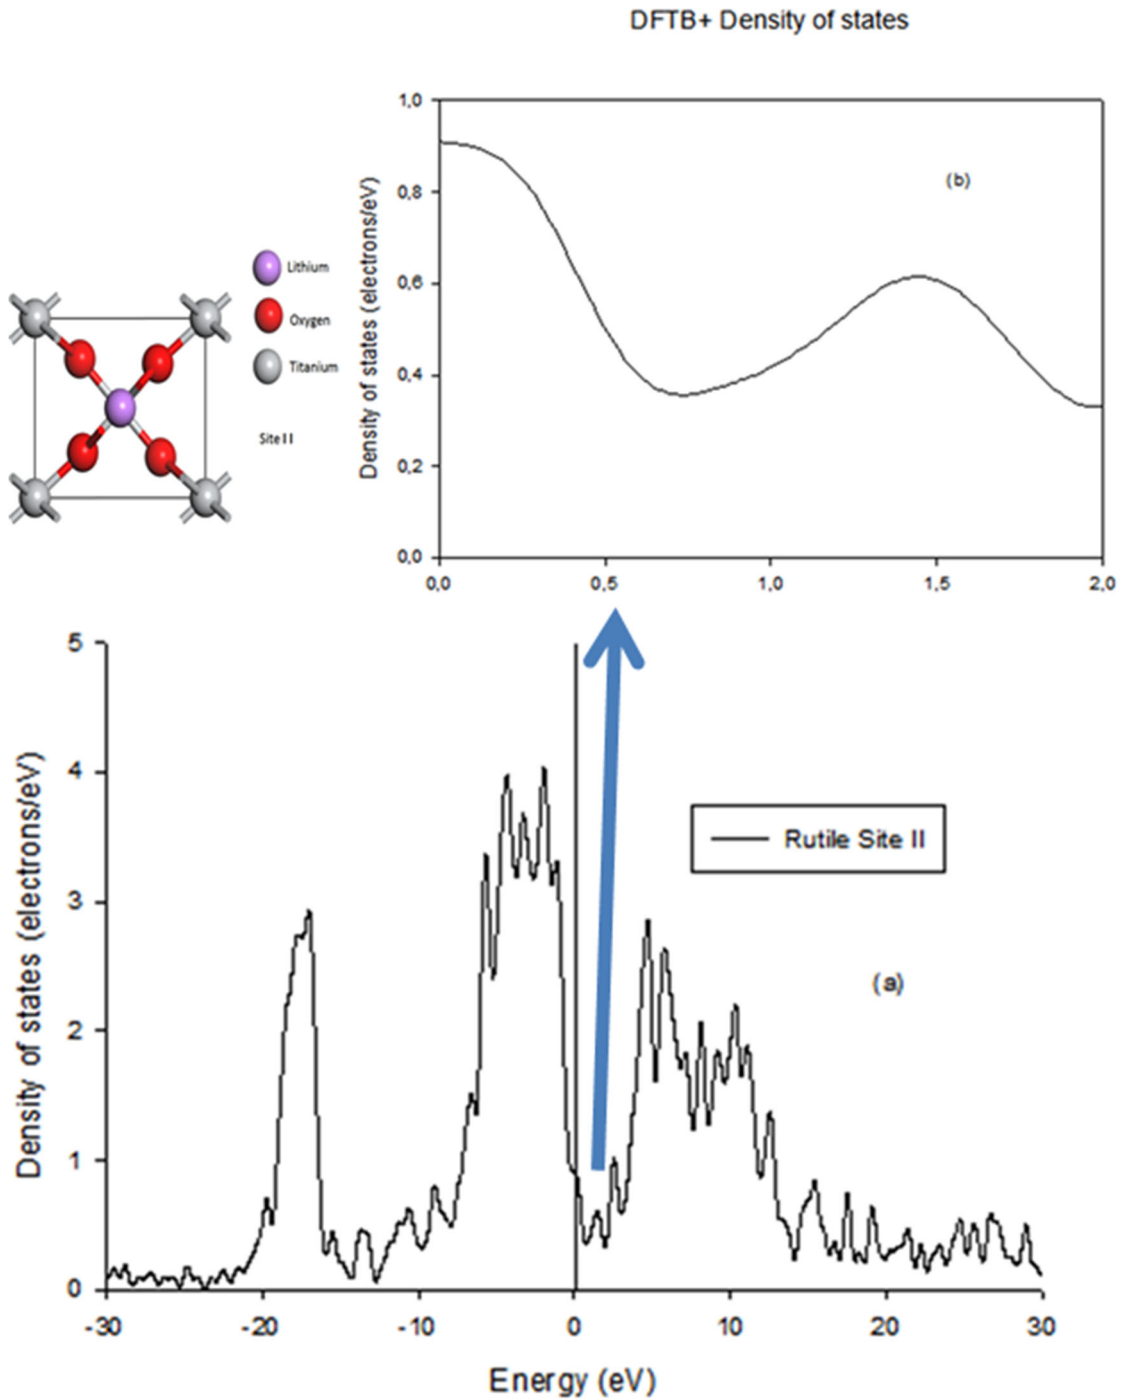 DFTB+ Density of states
1,0
0,8
0,6
0,4
0,2
0,0
Density of states (electrons/eV)
(b)
0,0 0,5 1,0 1,5 2,0
Lithium
Oxygen
Titanium
Site II
5
4
3
2
1
0
Density of states (electrons/eV)
Rutile Site II
(a)
-30 -20 -10 0 10 20 30
Energy (eV)